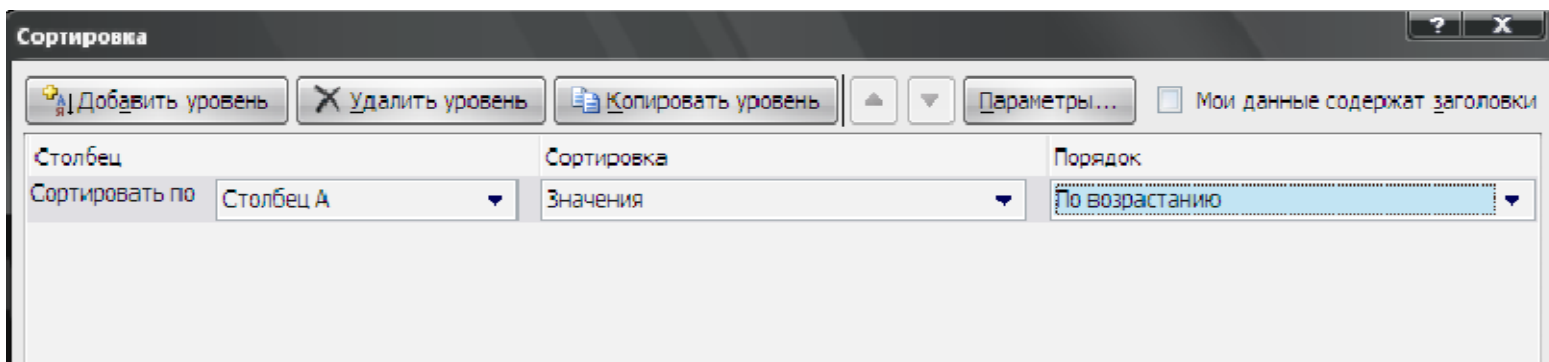 Сортировка
? X
Добавить уровень Удалить уровень Копировать уровень Параметры... Мои данные содержат заголовки
Столбец Сортировка Порядок
Сортировать по Столбец A Значения По возрастанию